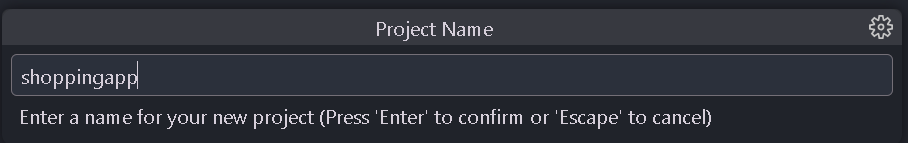 Project Name
shoppingapp
Enter a name for your new project (Press 'Enter' to confirm or 'Escape' to cancel)